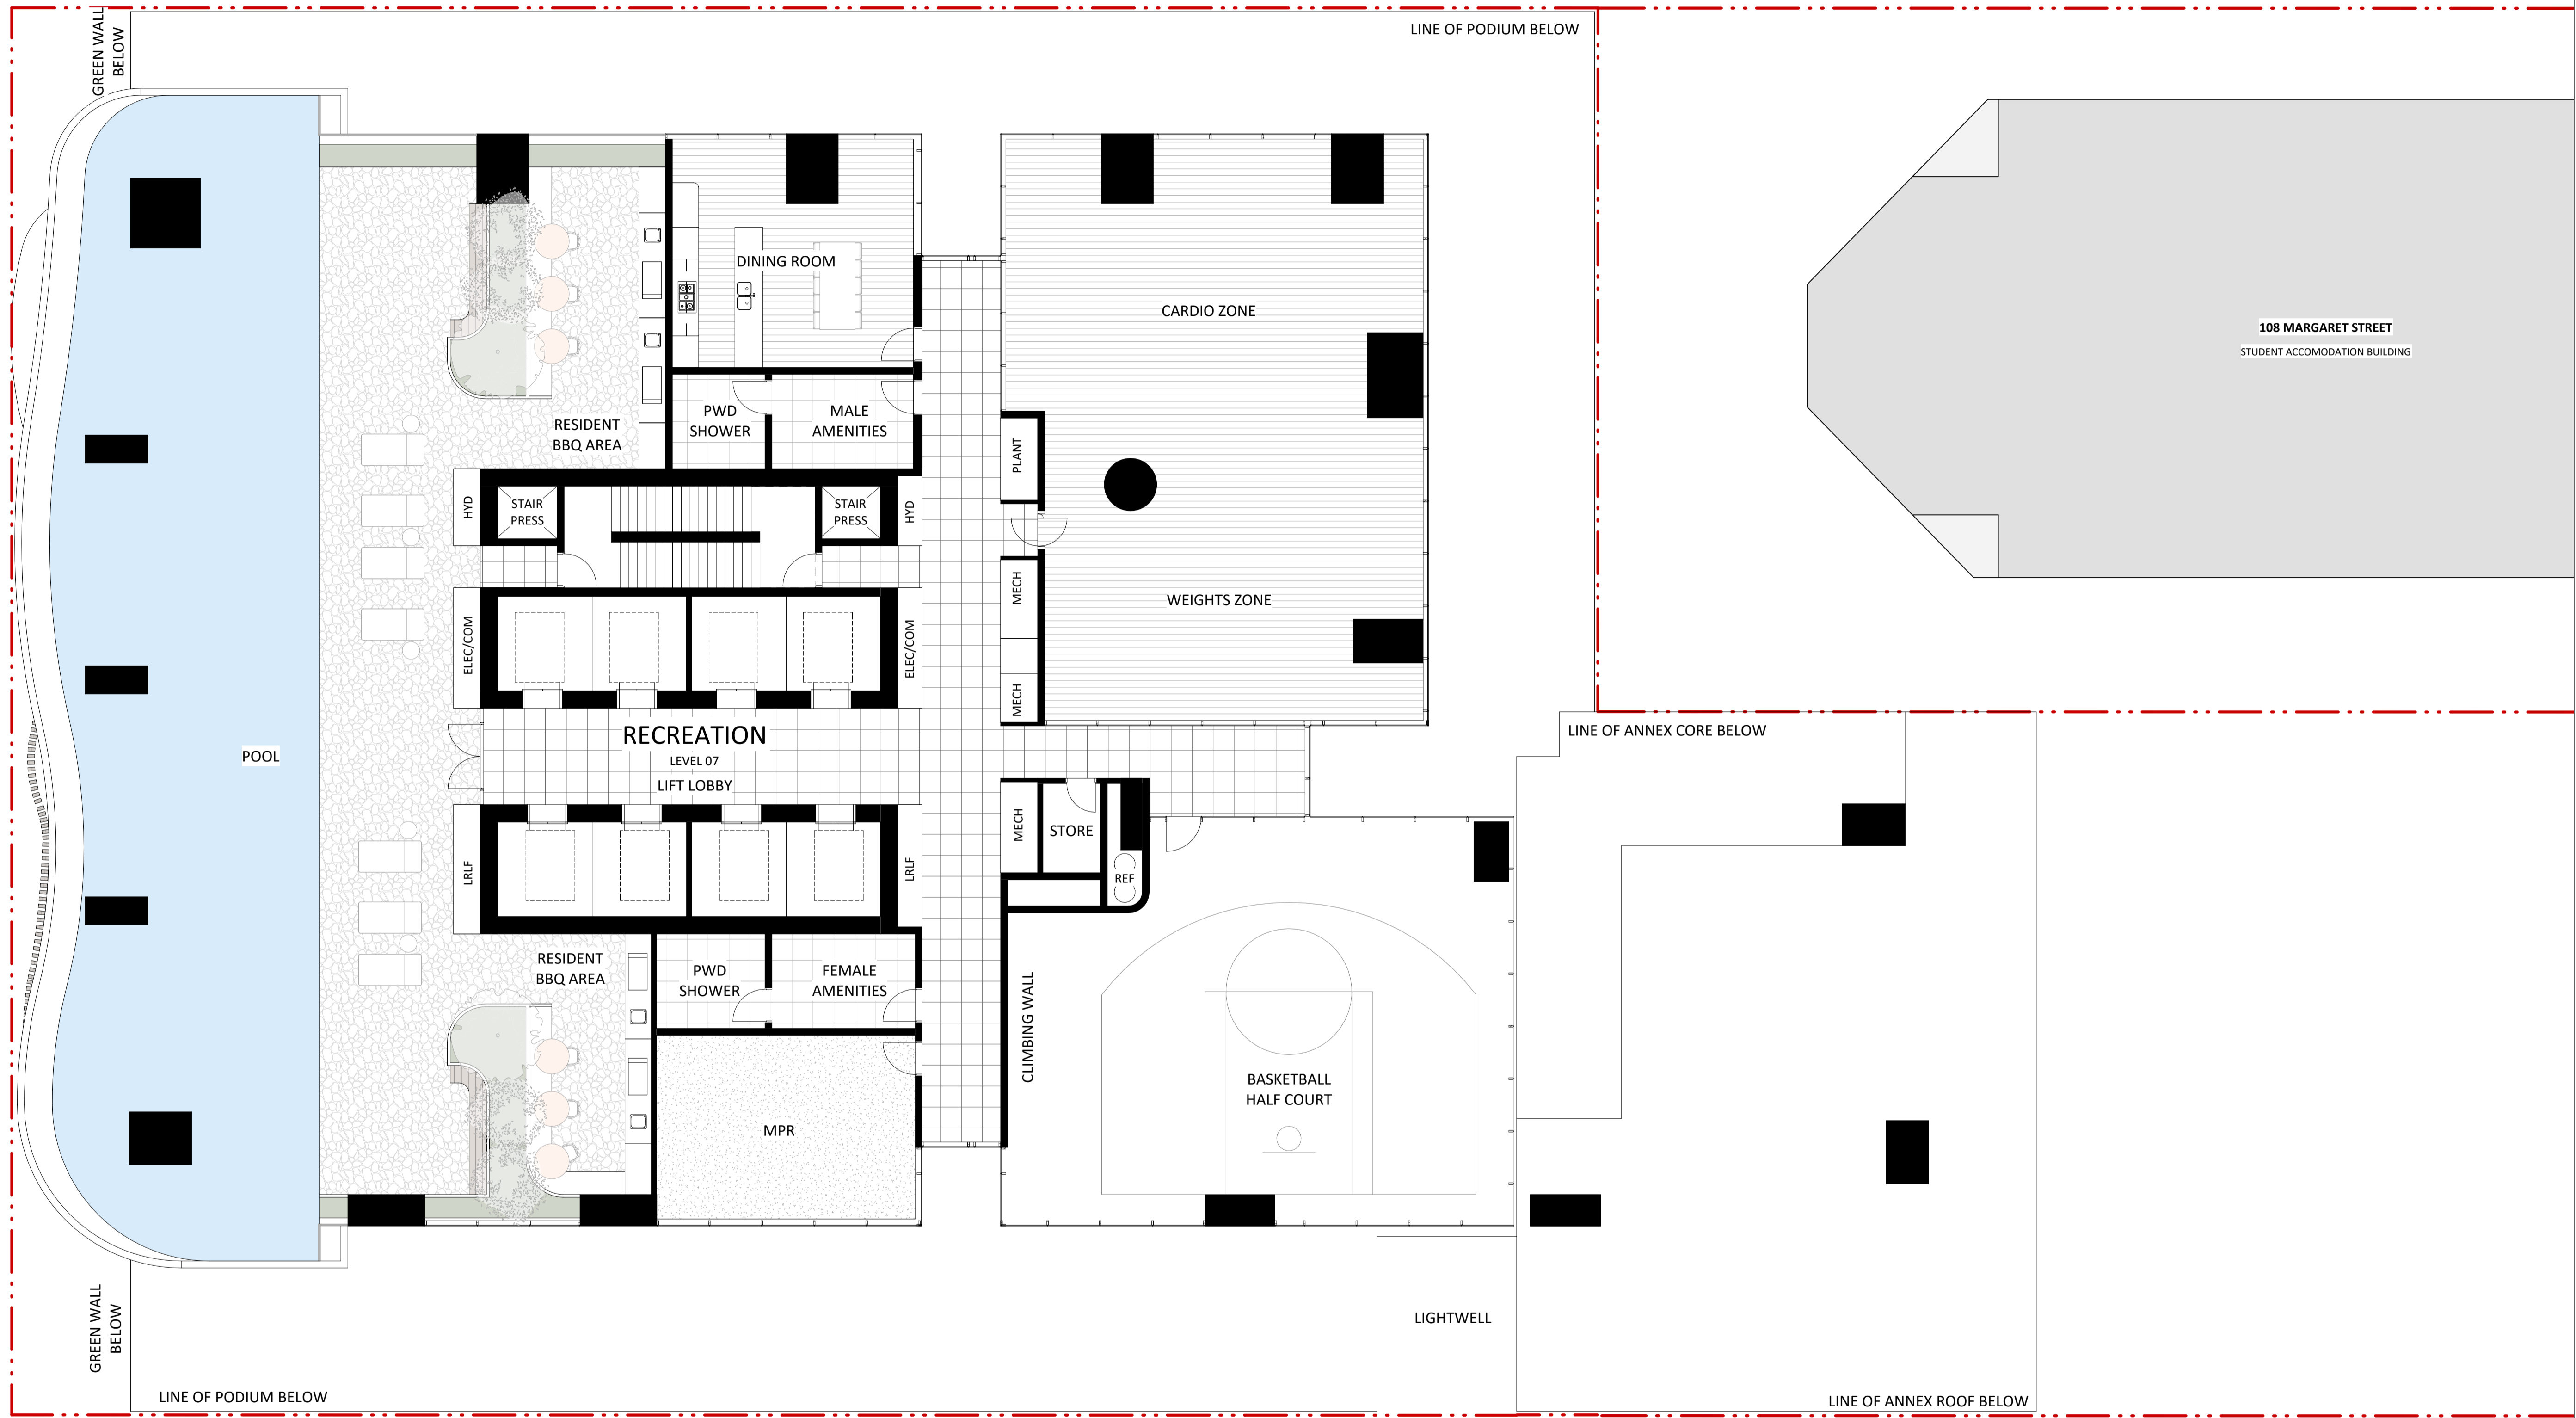 GREEN WALL
BELOW
LINE OF PODIUM BELOW
DINING ROOM
CARDIO ZONE
108 MARGARET STREET
STUDENT ACCOMODATION BUILDING
PWD
SHOWER
MALE
AMENITIES
RESIDENT
BBQ AREA
PLANT
HYD
STAIR
PRESS
STAIR
PRESS
HYD
MECH
WEIGHTS ZONE
ELEC/COM
ELEC/COM
MECH
RECREATION
LEVEL 07
LIFT LOBBY
POOL
LINE OF ANNEX CORE BELOW
MECH
STORE
LRLF
LRLF
REF
RESIDENT
BBQ AREA
PWD
SHOWER
FEMALE
AMENITIES
CLIMBING WALL
BASKETBALL
HALF COURT
MPR
GREEN WALL
BELOW
LIGHTWELL
LINE OF PODIUM BELOW
LINE OF ANNEX ROOF BELOW